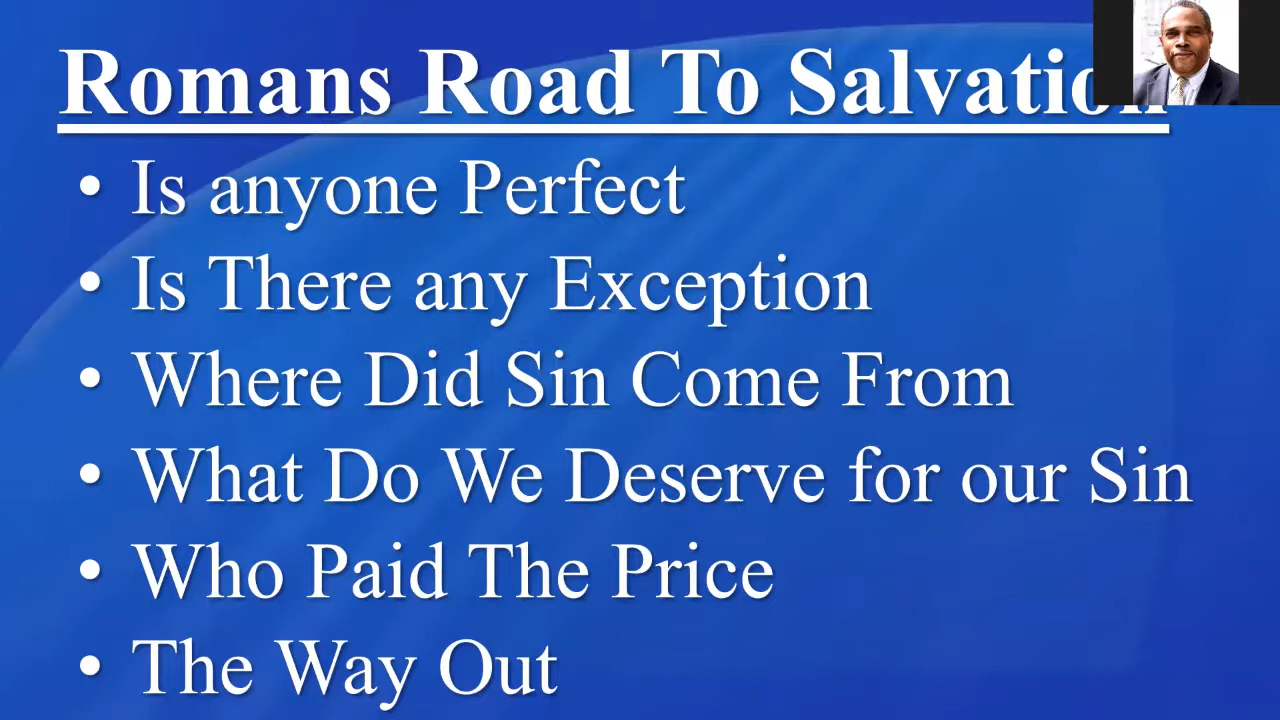 Romans Road To Salvation
• Is anyone Perfect
• Is There any Exception
• Where Did Sin Come From
• What Do We Deserve for our Sin
• Who Paid The Price
• The Way Out